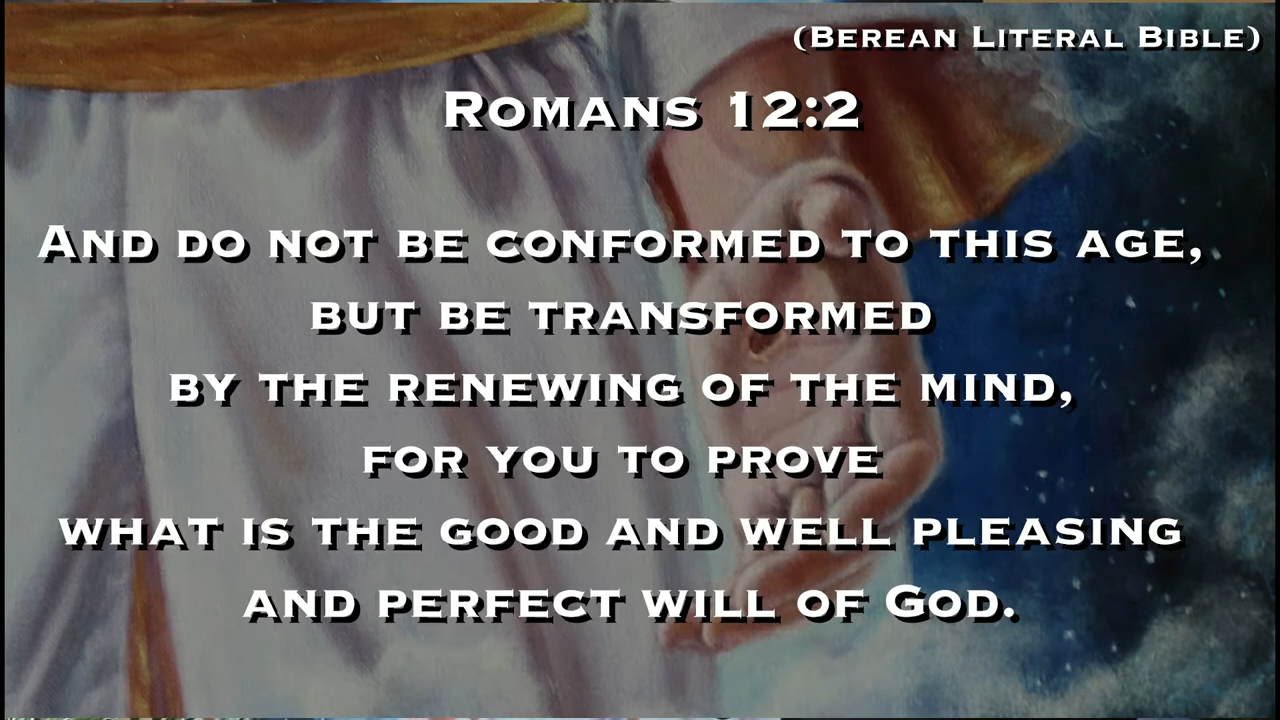 (Berean Literal Bible)
Romans 12:2
And do not be conformed to this age,
but be transformed
by the renewing of the mind,
for you to prove
what is the good and well pleasing
and perfect will of God.